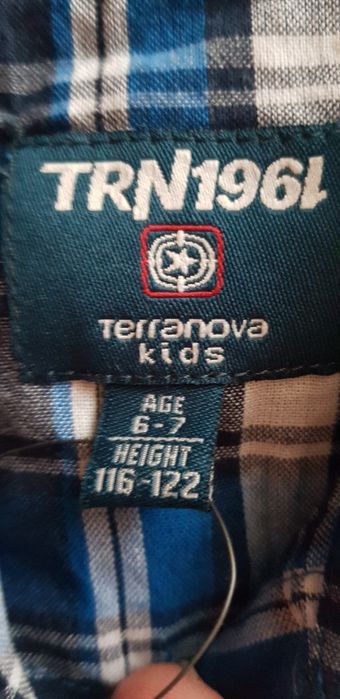 TRN1961
Terranova
kids
AGE
6-7
HEIGHT
116-122